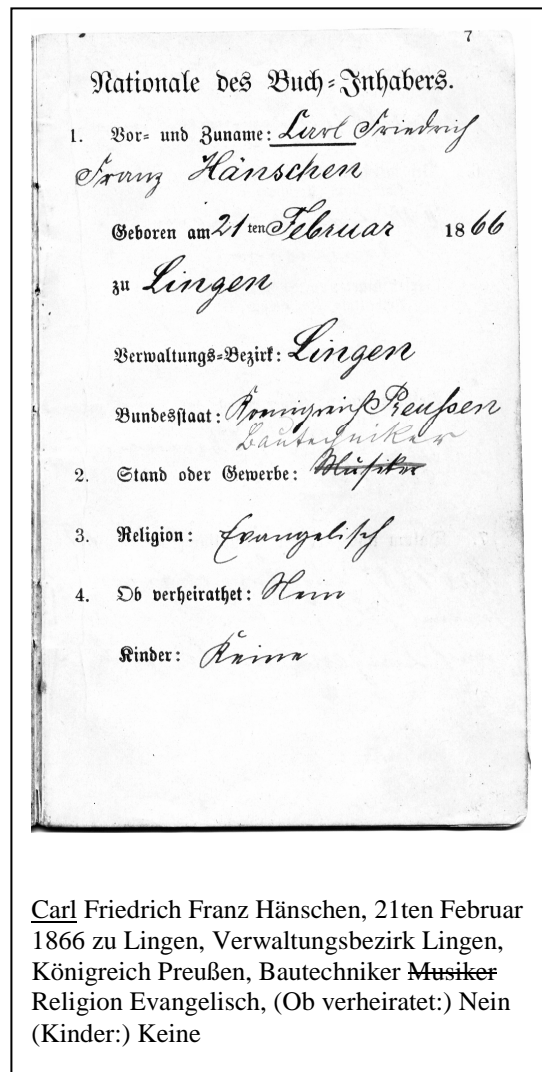 7
Nationale des Buch-Inhabers.
1. Vor- und Zuname: Carl Friedrich
Franz Hänschen
Geboren am 21 ten Februar 1866
zu Lingen
Verwaltungs-Bezirk: Lingen
Bundesstaat: Koenigreich Preußen
Bautechniker
2. Stand oder Gewerbe: Musiker
3. Religion: Evangelisch
4. Ob verheirathet: Nein
Kinder: Keine
Carl Friedrich Franz Hänschen, 21ten Februar
1866 zu Lingen, Verwaltungsbezirk Lingen,
Königreich Preußen, Bautechniker Musiker
Religion Evangelisch, (Ob verheiratet:) Nein
(Kinder:) Keine